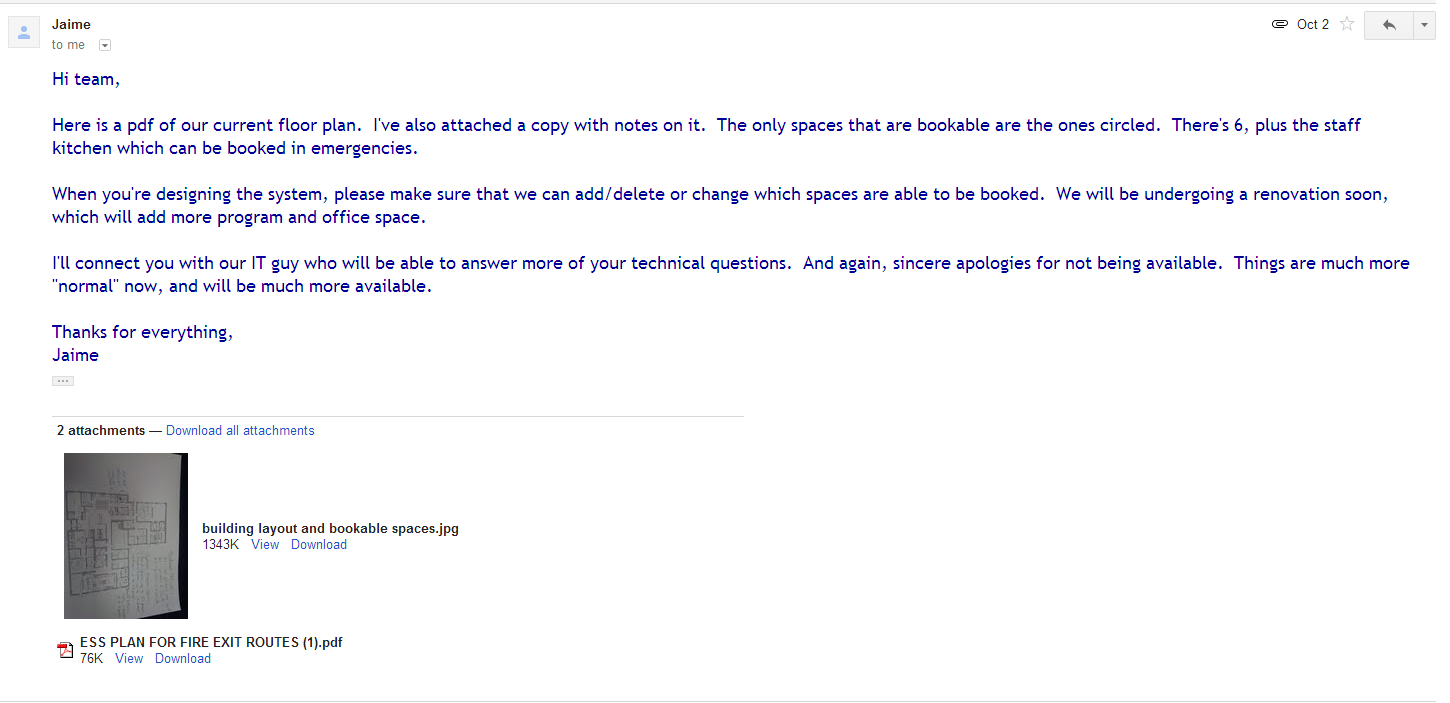 Jaime
Oct 2
to me
Hi team,
Here is a pdf of our current floor plan.  I've also attached a copy with notes on it.  The only spaces that are bookable are the ones circled.  There's 6, plus the staff
kitchen which can be booked in emergencies.
When you're designing the system, please make sure that we can add/delete or change which spaces are able to be booked.  We will be undergoing a renovation soon,
which will add more program and office space.
I'll connect you with our IT guy who will be able to answer more of your technical questions.  And again, sincere apologies for not being available.  Things are much more
"normal" now, and will be much more available.
Thanks for everything,
Jaime
2 attachments — Download all attachments
building layout and bookable spaces.jpg
1343K View Download
ESS PLAN FOR FIRE EXIT ROUTES (1).pdf
76K View Download